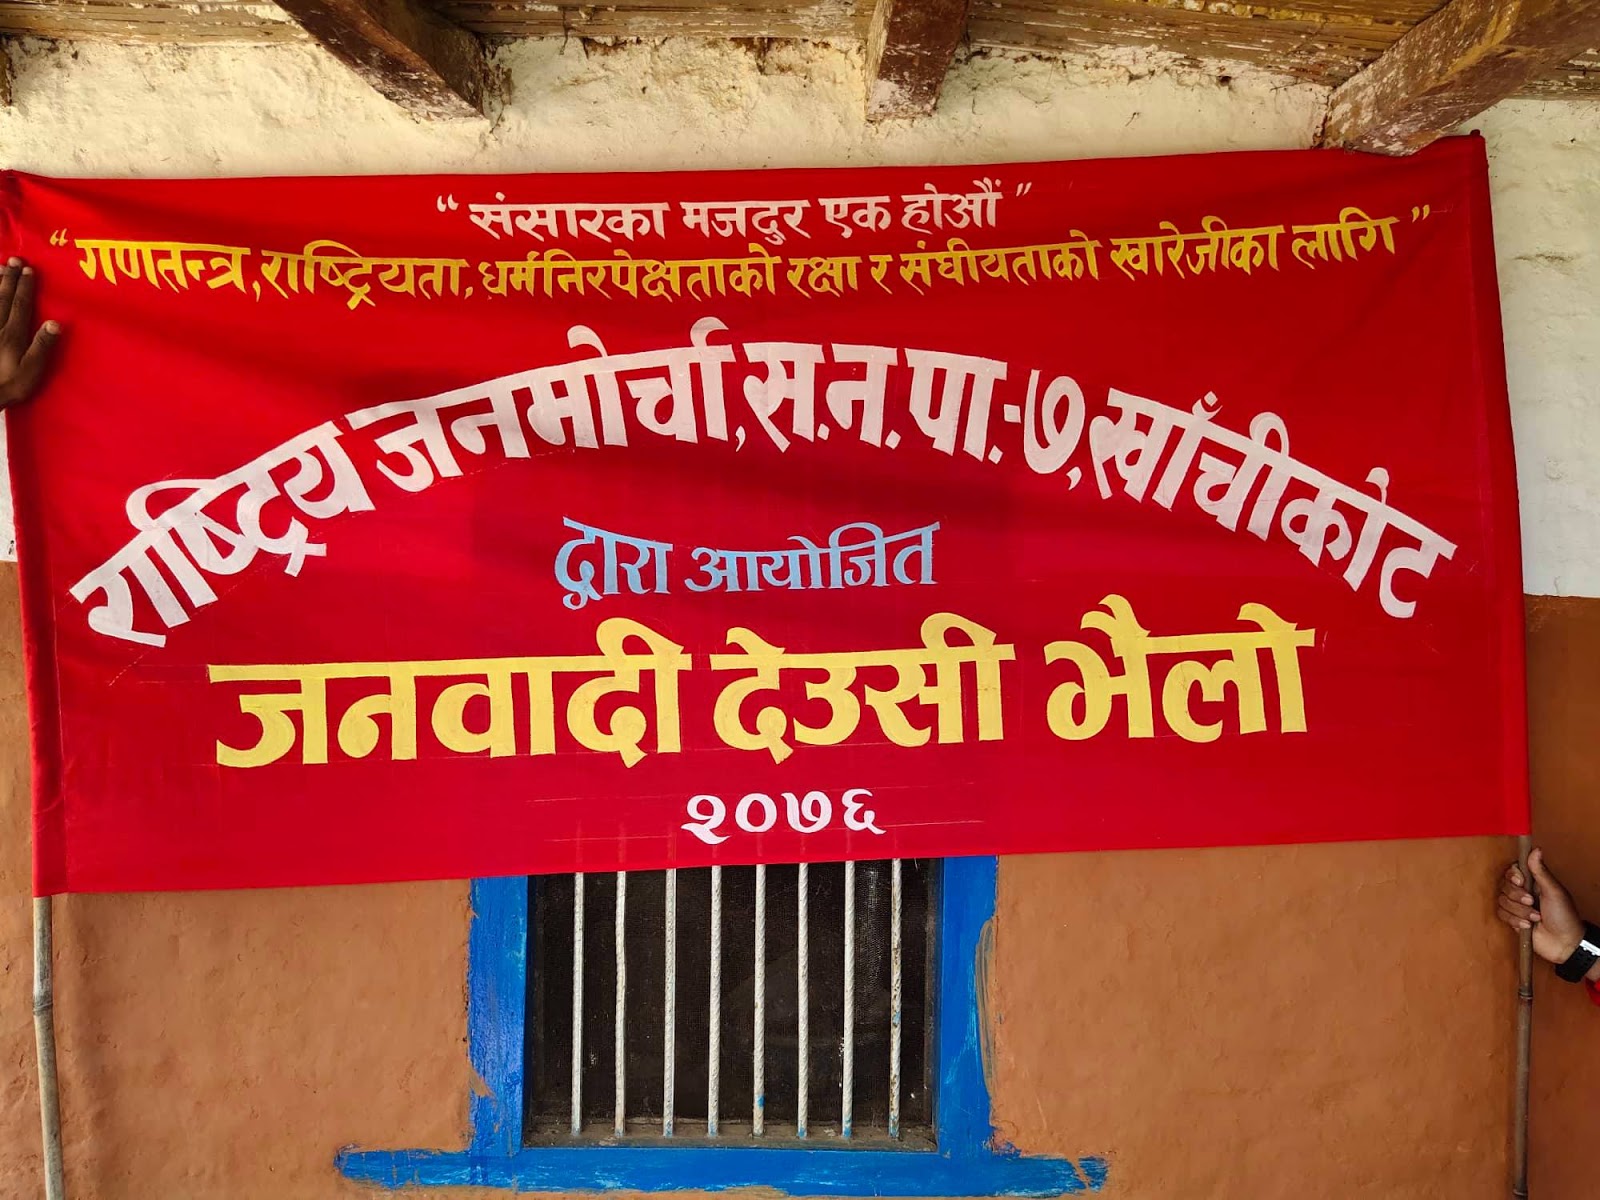 “ संसारका मजदुर एक होऔं ”
“ गणतन्त्र, राष्ट्रियता, धर्मनिरपेक्षताको रक्षा र संघीयताको खारेजीका लागि ”
राष्ट्रिय जनमोर्चा, स.न.पा.-७, खाँचीकोट
द्वारा आयोजित
जनवादी देउसी भैलो
२०७६